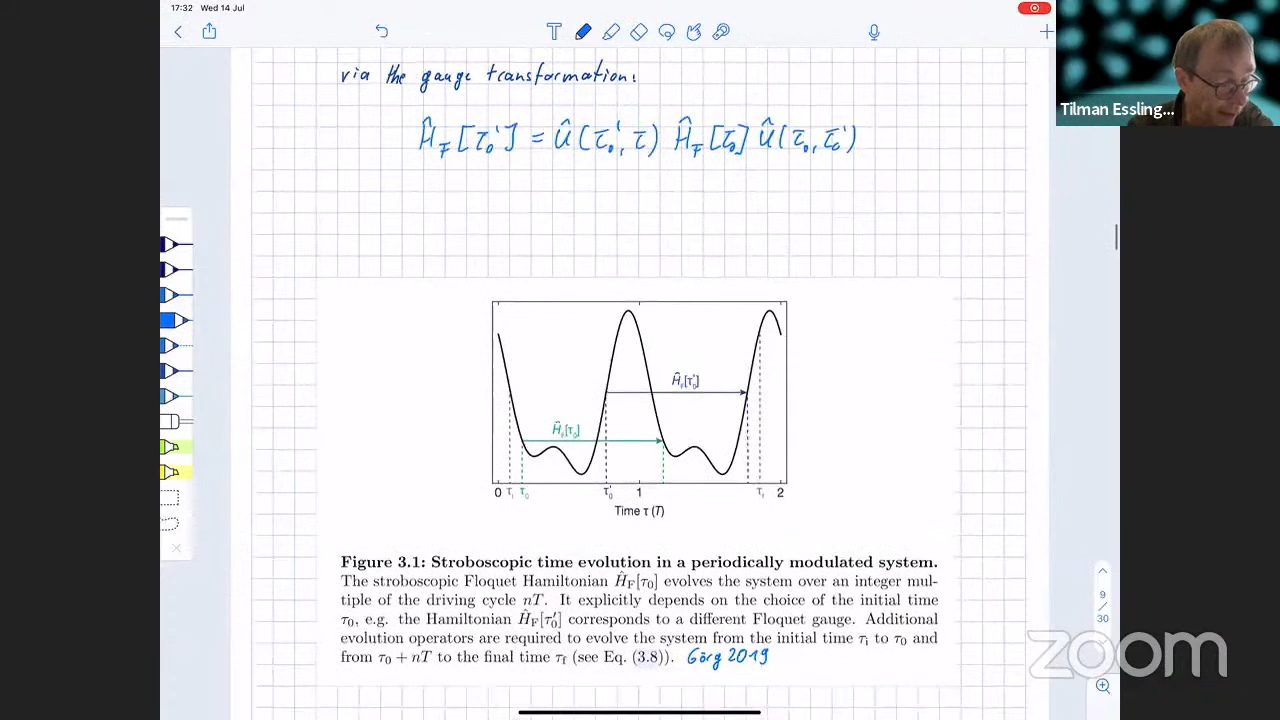 17:32 Wed 14 Jul
T
Tilman Essling...
via the gauge transformation:
Ĥ_F[τ₀'] = Û(τ₀', τ) Ĥ_F[τ₀] Û(τ₀, τ₀')
Ĥ_F[τ₀']
Ĥ_F[τ₀]
0 τᵢ τ₀ τ₀' 1 τ_f 2
Time τ (T)
Figure 3.1: Stroboscopic time evolution in a periodically modulated system.
The stroboscopic Floquet Hamiltonian Ĥ_F[τ₀] evolves the system over an integer mul-
tiple of the driving cycle nT. It explicitly depends on the choice of the initial time
τ₀, e.g. the Hamiltonian Ĥ_F[τ₀'] corresponds to a different Floquet gauge. Additional
evolution operators are required to evolve the system from the initial time τᵢ to τ₀ and
from τ₀ + nT to the final time τ_f (see Eq. (3.8)). Görg 2019
9
/
30
zoom